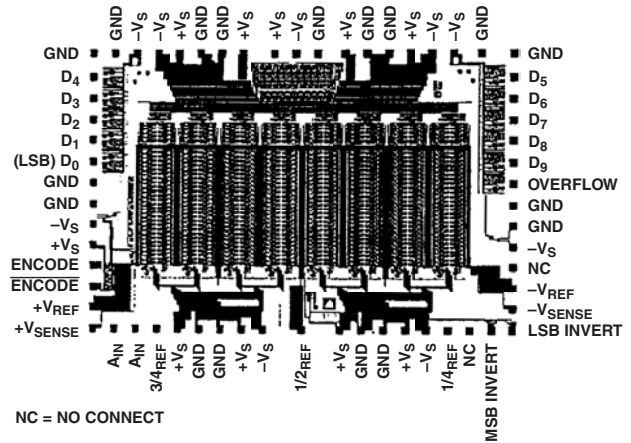 GND
–VS
–VS
+VS
GND
GND
+VS
+VS
–VS
GND
+VS
GND
GND
+VS
–VS
–VS
GND
GND
D4
D3
D2
D1
(LSB) D0
GND
GND
–VS
+VS
ENCODE
E̅N̅C̅O̅D̅E̅
+VREF
+VSENSE
GND
D5
D6
D7
D8
D9
OVERFLOW
GND
GND
–VS
NC
–VREF
–VSENSE
LSB INVERT
AIN
AIN
3/4REF
+VS
GND
GND
+VS
–VS
1/2REF
+VS
GND
GND
+VS
–VS
1/4REF
NC
MSB INVERT
NC = NO CONNECT